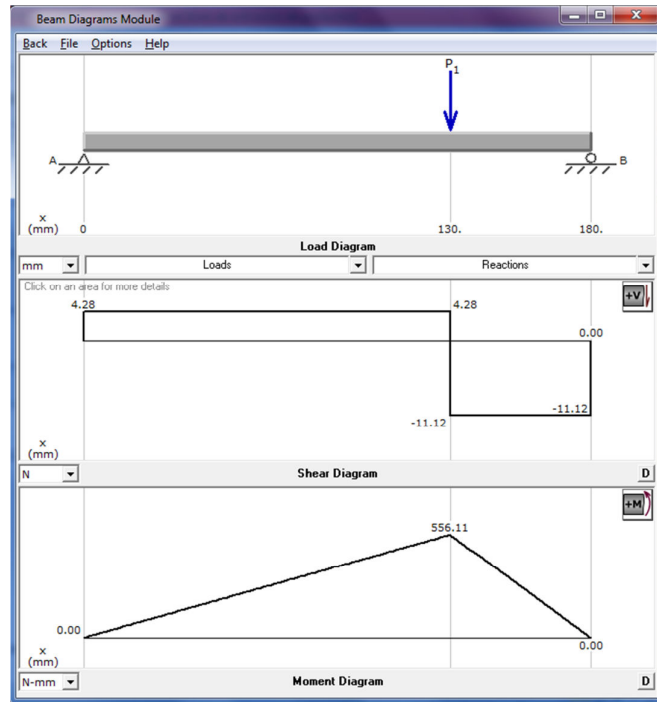 Beam Diagrams Module
Back File Options Help
P1
A
B
x
(mm) 0 130. 180.
Load Diagram
mm Loads Reactions
Click on an area for more details
+V
4.28 4.28
0.00
-11.12 -11.12
x
(mm)
N Shear Diagram D
+M
556.11
0.00 0.00
x
(mm)
N-mm Moment Diagram D